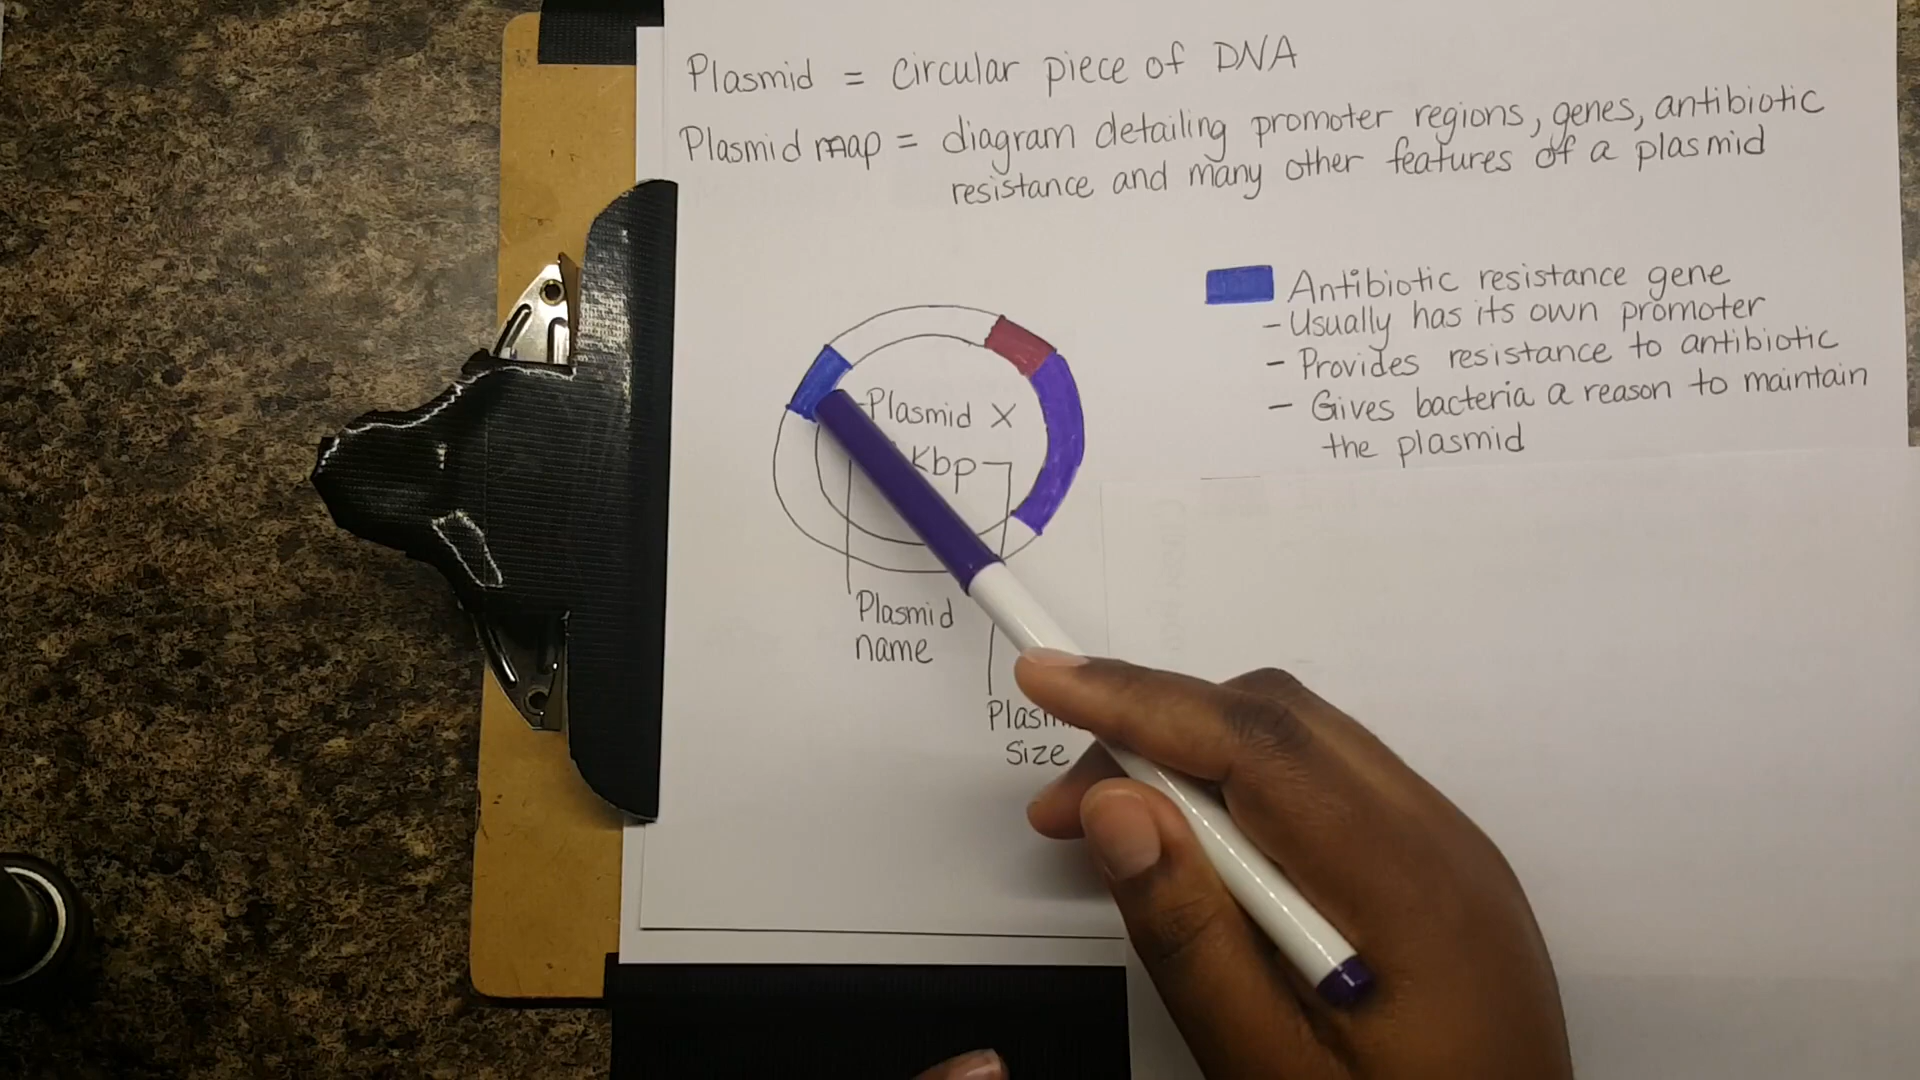 Plasmid = circular piece of DNA
Plasmid map = diagram detailing promoter regions, genes, antibiotic
resistance and many other features of a plasmid
Antibiotic resistance gene
- Usually has its own promoter
- Provides resistance to antibiotic
- Gives bacteria a reason to maintain
the plasmid
Plasmid X
Kbp
Plasmid
name
Size